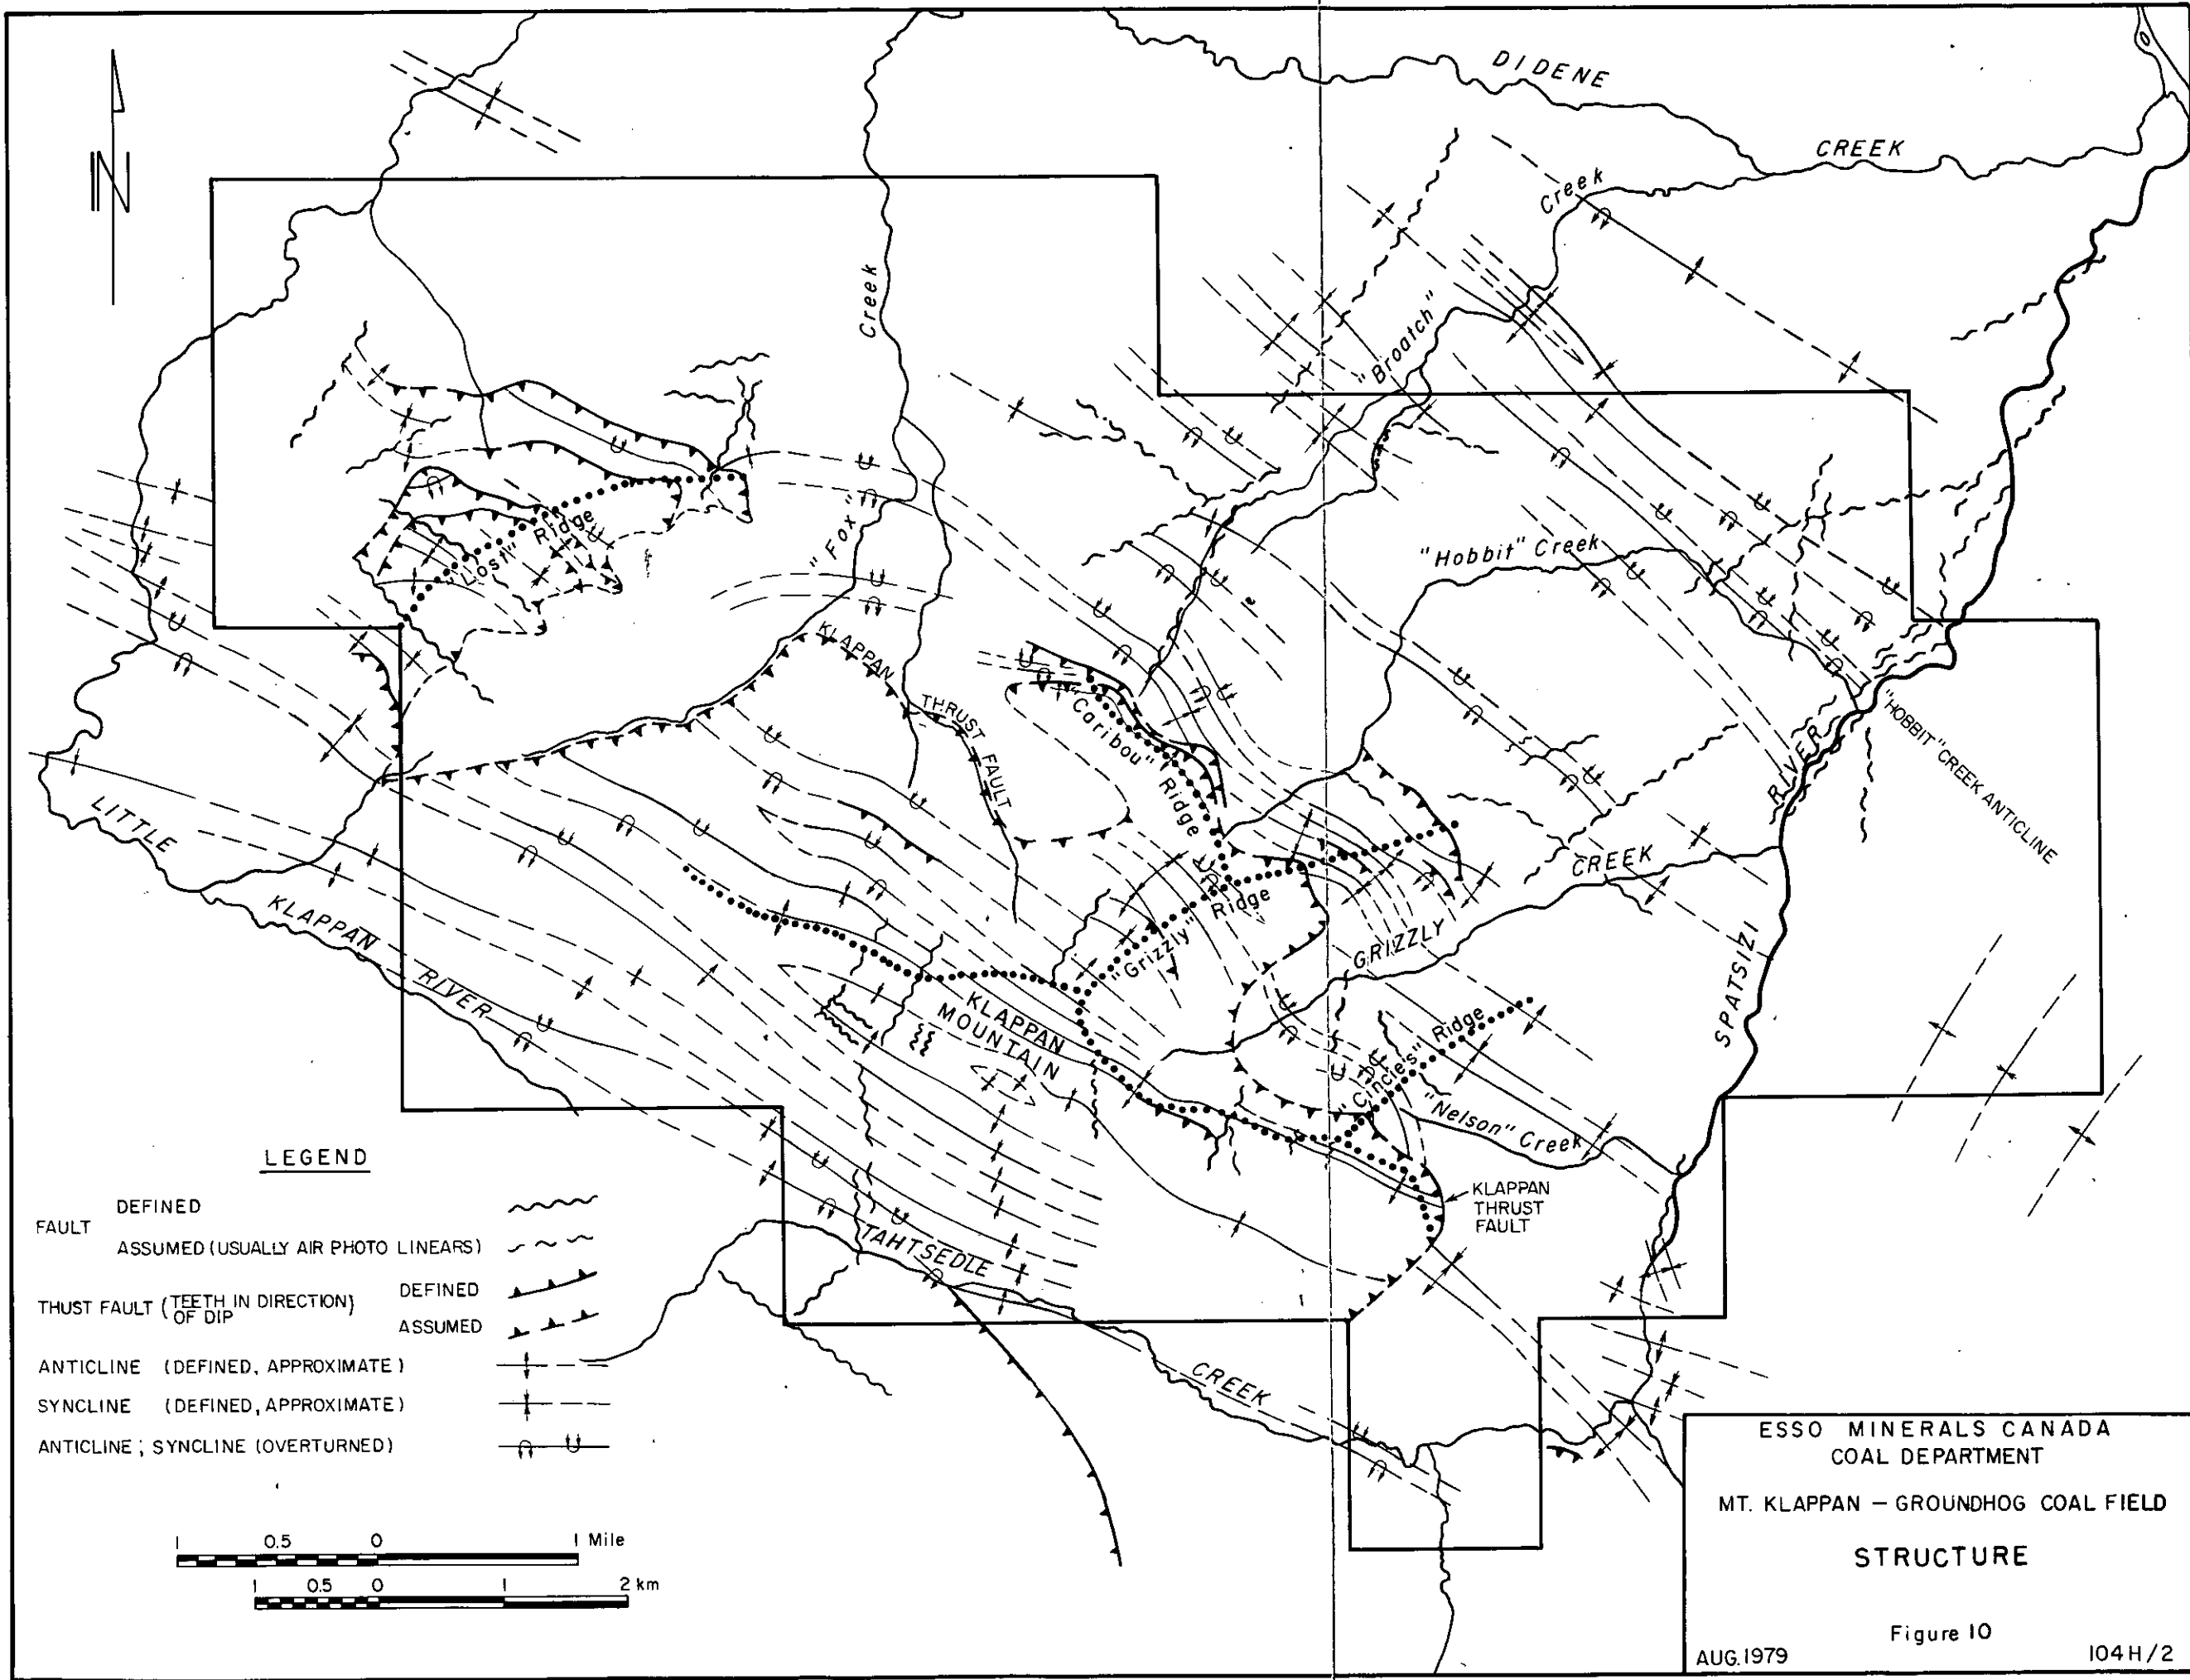 N
DIDENE
CREEK
Creek
"Broatch"
Creek
"Fox"
"Lost" Ridge
"Hobbit" Creek
KLAPPAN
THRUST
FAULT
"Caribou" Ridge
RIVER
"HOBBIT" CREEK ANTICLINE
LITTLE
KLAPPAN
RIVER
CREEK
"Grizzly" Ridge
GRIZZLY
SPATSIZI
KLAPPAN
MOUNTAIN
"Cincies" Ridge
"Nelson" Creek
KLAPPAN
THRUST
FAULT
TAHTSEDLE
CREEK
LEGEND
FAULT
DEFINED
ASSUMED (USUALLY AIR PHOTO LINEARS)
THUST FAULT (TEETH IN DIRECTION)
OF DIP
DEFINED
ASSUMED
ANTICLINE (DEFINED, APPROXIMATE)
SYNCLINE (DEFINED, APPROXIMATE)
ANTICLINE; SYNCLINE (OVERTURNED)
1 0.5 0 1 Mile
1 0.5 0 1 2 km
ESSO MINERALS CANADA
COAL DEPARTMENT
MT. KLAPPAN – GROUNDHOG COAL FIELD
STRUCTURE
Figure 10
AUG. 1979
104 H/2